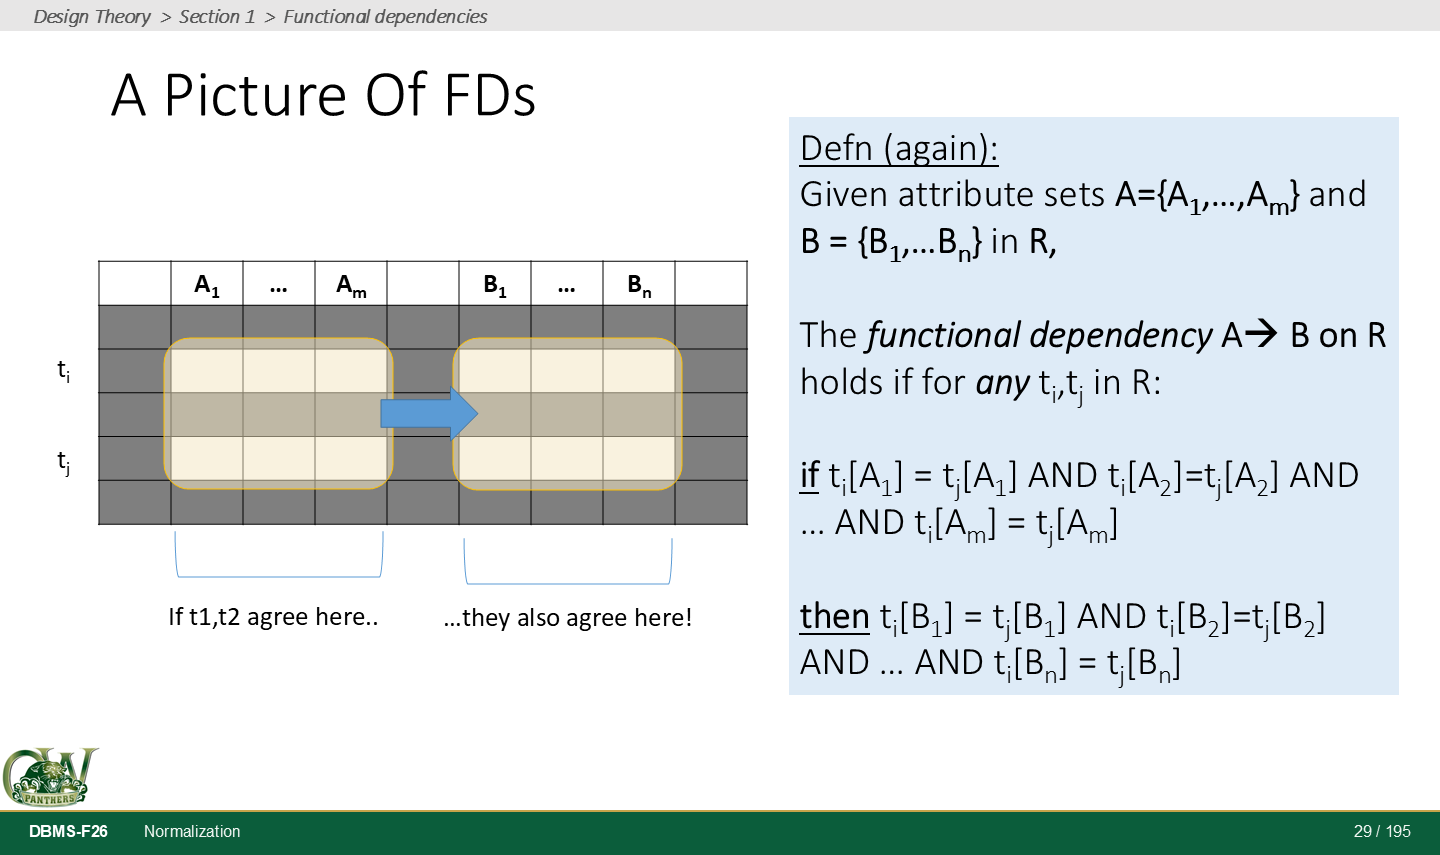 Design Theory > Section 1 > Functional dependencies
A Picture Of FDs
A1 ... Am B1 ... Bn
ti
tj
If t1,t2 agree here..
…they also agree here!
Defn (again):
Given attribute sets A={A1,…,Am} and
B = {B1,…Bn} in R,
The functional dependency A→ B on R
holds if for any ti,tj in R:
if ti[A1] = tj[A1] AND ti[A2]=tj[A2] AND
… AND ti[Am] = tj[Am]
then ti[B1] = tj[B1] AND ti[B2]=tj[B2]
AND … AND ti[Bn] = tj[Bn]
OW
PANTHERS
DBMS-F26 Normalization 29 / 195